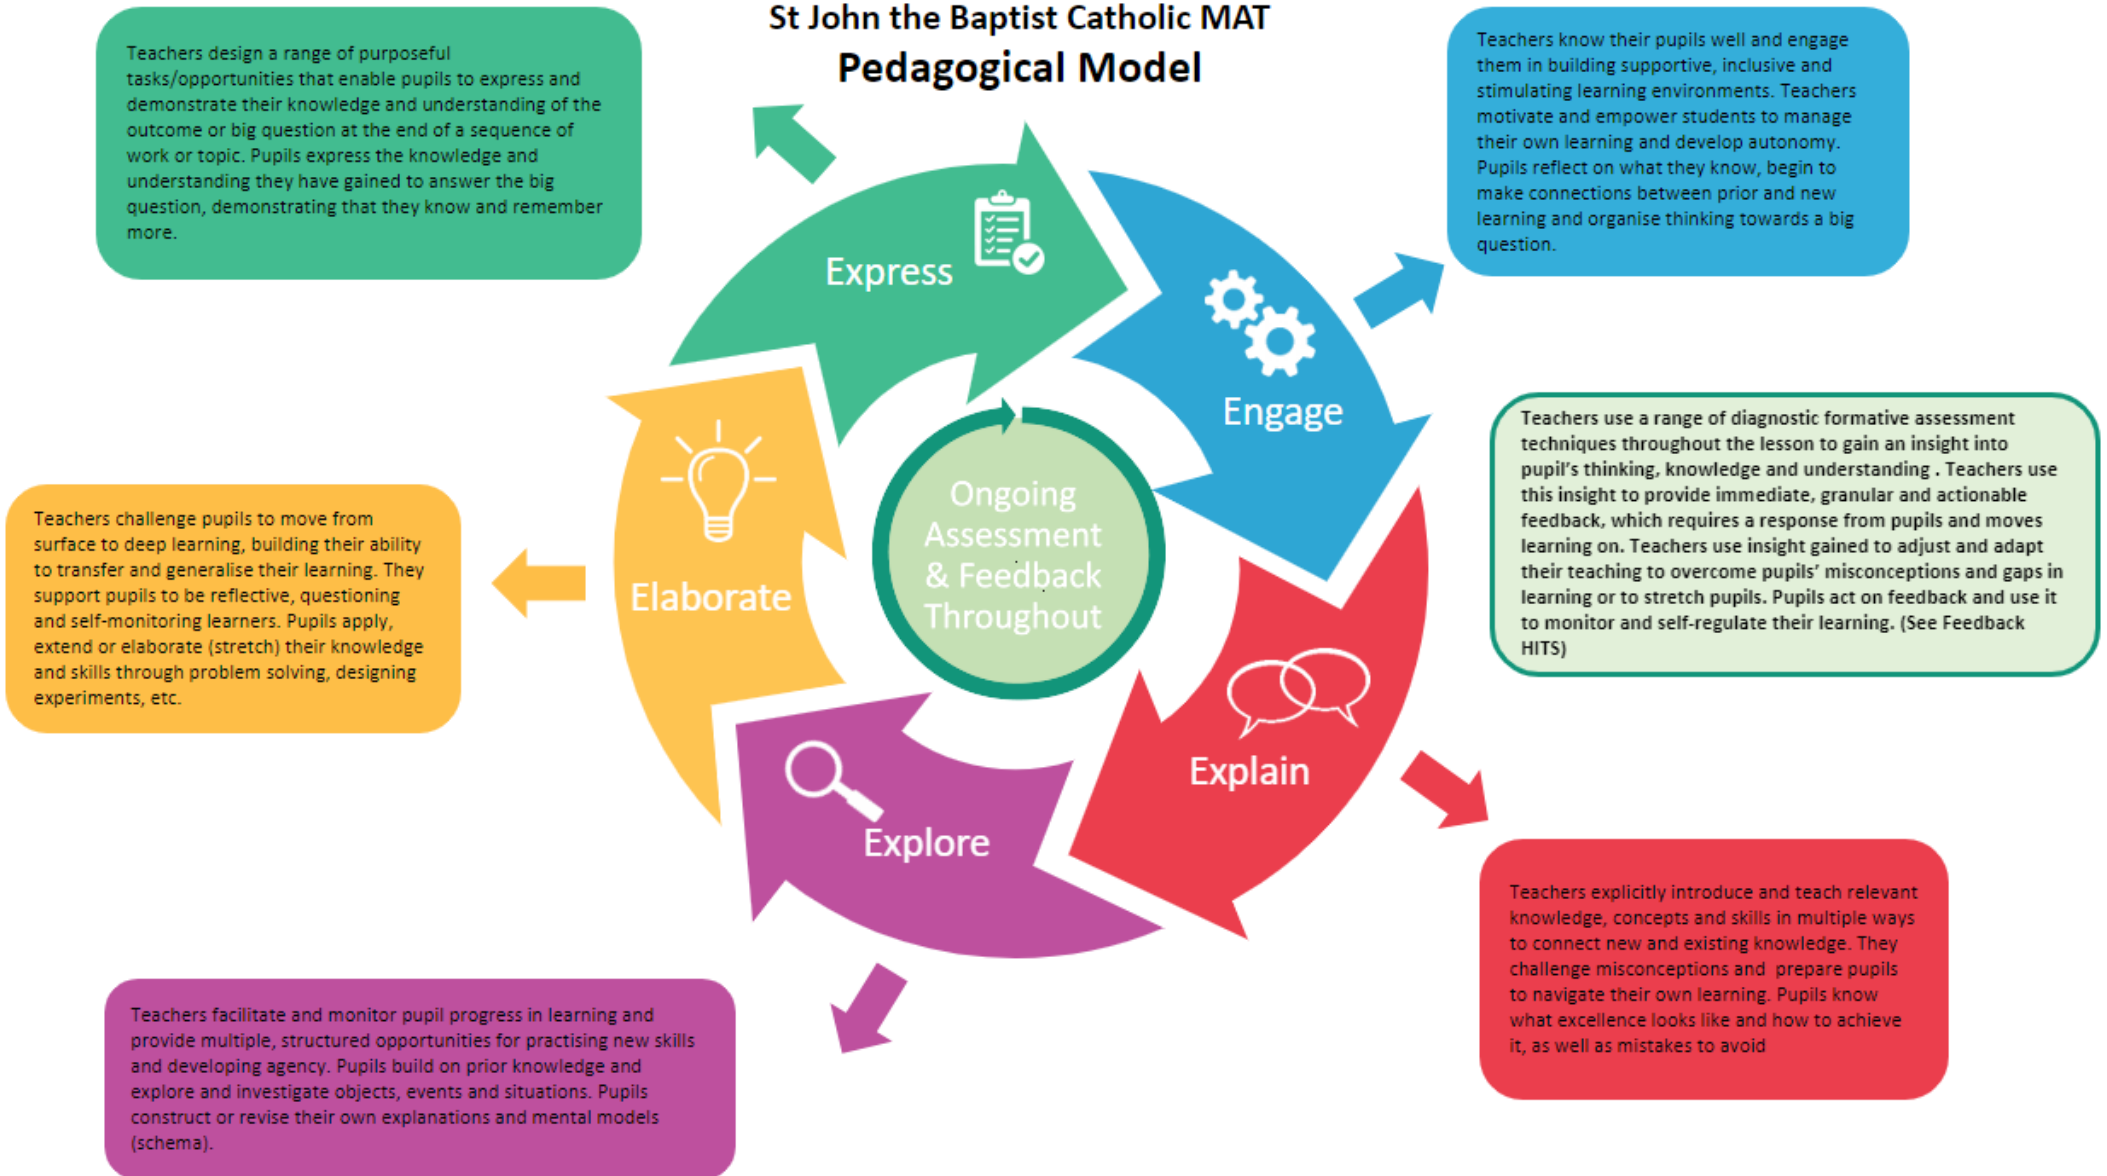 St John the Baptist Catholic MAT
Pedagogical Model
Teachers design a range of purposeful
tasks/opportunities that enable pupils to express and
demonstrate their knowledge and understanding of the
outcome or big question at the end of a sequence of
work or topic. Pupils express the knowledge and
understanding they have gained to answer the big
question, demonstrating that they know and remember
more.
Teachers know their pupils well and engage
them in building supportive, inclusive and
stimulating learning environments. Teachers
motivate and empower students to manage
their own learning and develop autonomy.
Pupils reflect on what they know, begin to
make connections between prior and new
learning and organise thinking towards a big
question.
Express
Engage
Teachers use a range of diagnostic formative assessment
techniques throughout the lesson to gain an insight into
pupil's thinking, knowledge and understanding . Teachers use
this insight to provide immediate, granular and actionable
feedback, which requires a response from pupils and moves
learning on. Teachers use insight gained to adjust and adapt
their teaching to overcome pupils' misconceptions and gaps in
learning or to stretch pupils. Pupils act on feedback and use it
to monitor and self-regulate their learning. (See Feedback
HITS)
Ongoing
Assessment
& Feedback
Throughout
Teachers challenge pupils to move from
surface to deep learning, building their ability
to transfer and generalise their learning. They
support pupils to be reflective, questioning
and self-monitoring learners. Pupils apply,
extend or elaborate (stretch) their knowledge
and skills through problem solving, designing
experiments, etc.
Elaborate
Explain
Explore
Teachers explicitly introduce and teach relevant
knowledge, concepts and skills in multiple ways
to connect new and existing knowledge. They
challenge misconceptions and  prepare pupils
to navigate their own learning. Pupils know
what excellence looks like and how to achieve
it, as well as mistakes to avoid
Teachers facilitate and monitor pupil progress in learning and
provide multiple, structured opportunities for practising new skills
and developing agency. Pupils build on prior knowledge and
explore and investigate objects, events and situations. Pupils
construct or revise their own explanations and mental models
(schema).